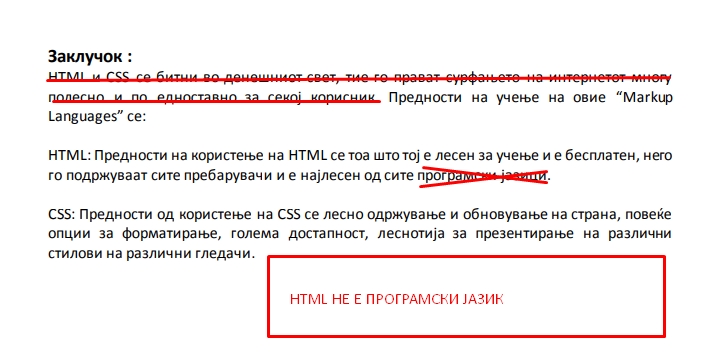 Заклучок :
HTML и CSS се битни во денешниот свет, тие го прават сурфањето на интернетот многу
полесно и по едноставно за секој корисник. Предности на учење на овие “Markup
Languages” се:
HTML: Предности на користење на HTML се тоа што тој е лесен за учење и е бесплатен, него
го подржуваат сите пребарувачи и е најлесен од сите програмски јазици.
CSS: Предности од користење на CSS се лесно одржување и обновување на страна, повеќе
опции за форматирање, голема достапност, леснотија за презентирање на различни
стилови на различни гледачи.
HTML НЕ Е ПРОГРАМСКИ ЈАЗИК